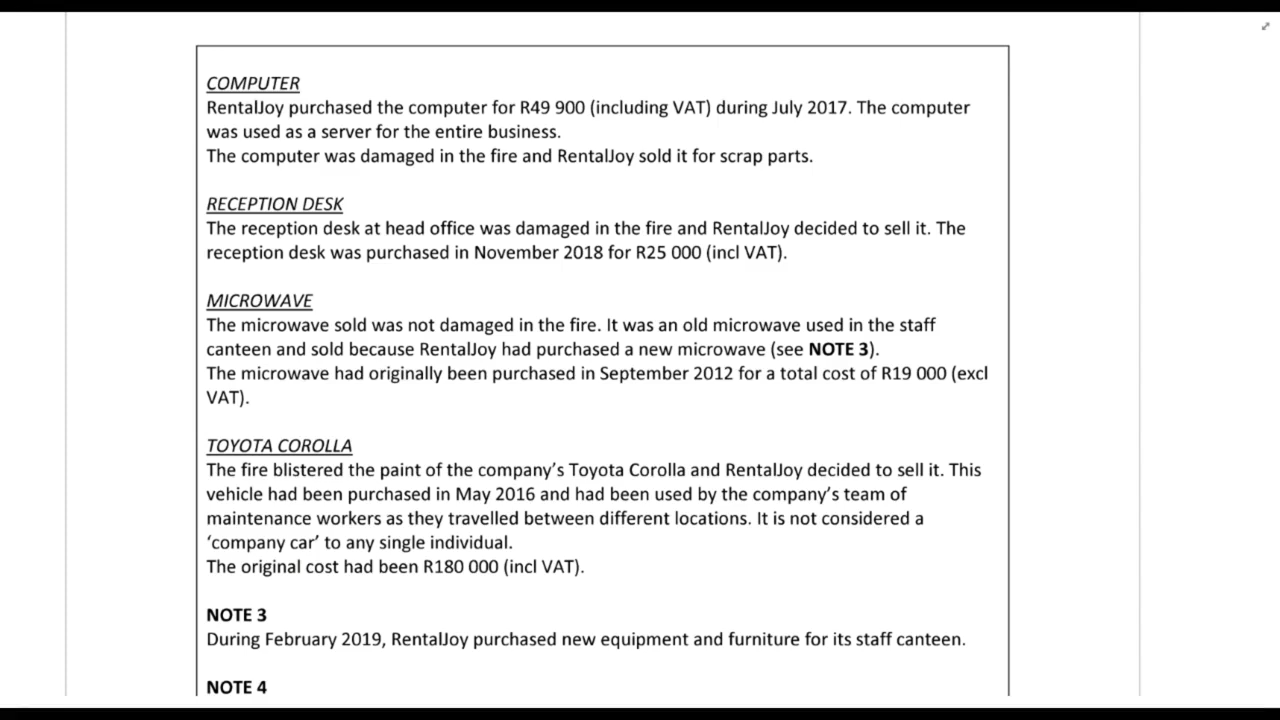 COMPUTER
RentalJoy purchased the computer for R49 900 (including VAT) during July 2017. The computer
was used as a server for the entire business.
The computer was damaged in the fire and RentalJoy sold it for scrap parts.
RECEPTION DESK
The reception desk at head office was damaged in the fire and RentalJoy decided to sell it. The
reception desk was purchased in November 2018 for R25 000 (incl VAT).
MICROWAVE
The microwave sold was not damaged in the fire. It was an old microwave used in the staff
canteen and sold because RentalJoy had purchased a new microwave (see NOTE 3).
The microwave had originally been purchased in September 2012 for a total cost of R19 000 (excl
VAT).
TOYOTA COROLLA
The fire blistered the paint of the company's Toyota Corolla and RentalJoy decided to sell it. This
vehicle had been purchased in May 2016 and had been used by the company's team of
maintenance workers as they travelled between different locations. It is not considered a
'company car' to any single individual.
The original cost had been R180 000 (incl VAT).
NOTE 3
During February 2019, RentalJoy purchased new equipment and furniture for its staff canteen.
NOTE 4